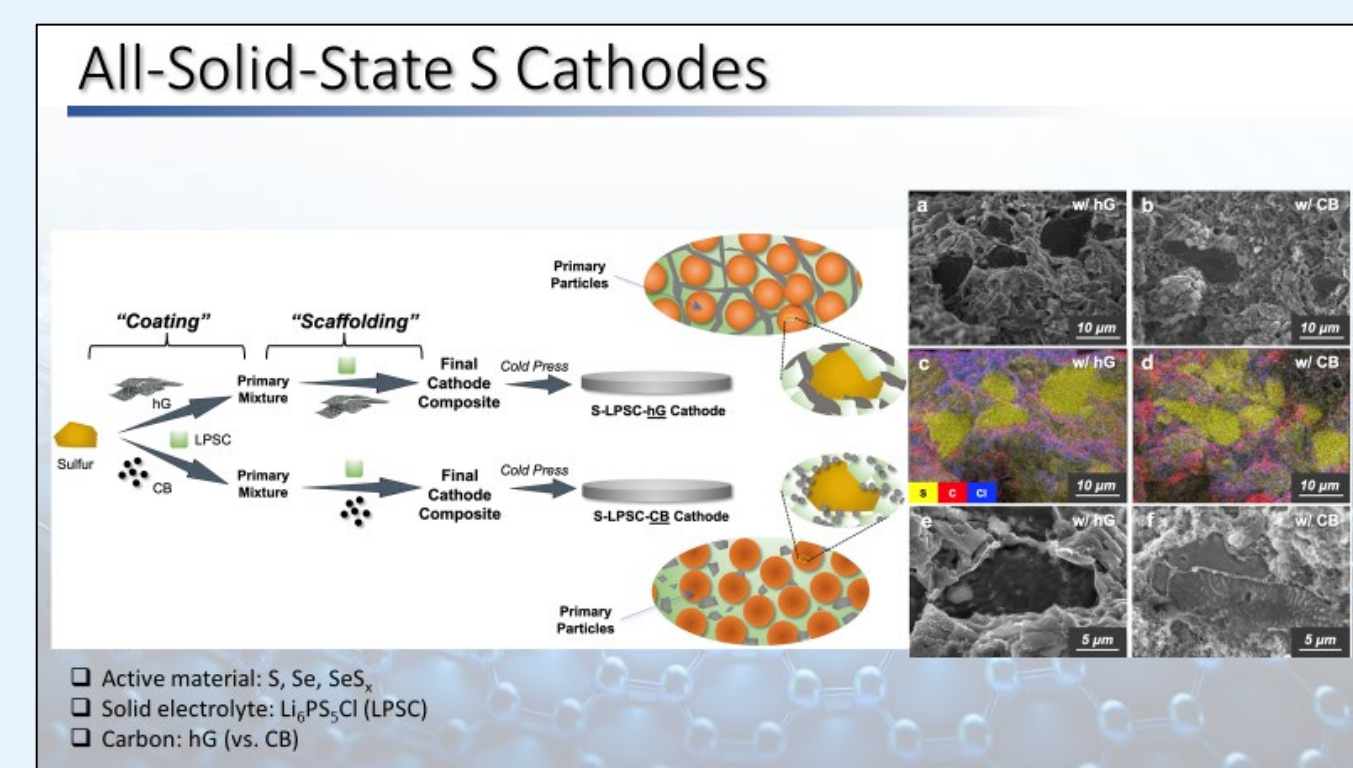 All-Solid-State S Cathodes
“Coating”
“Scaffolding”
hG
Sulfur
LPSC
CB
Primary
Mixture
Primary
Mixture
Final
Cathode
Composite
Final
Cathode
Composite
Cold Press
Cold Press
S-LPSC-hG Cathode
S-LPSC-CB Cathode
Primary
Particles
Primary
Particles
a w/ hG
10 µm
b w/ CB
10 µm
c w/ hG
S C Cl
10 µm
d w/ CB
10 µm
e w/ hG
5 µm
f w/ CB
5 µm
❑ Active material: S, Se, SeSₓ
❑ Solid electrolyte: Li₆PS₅Cl (LPSC)
❑ Carbon: hG (vs. CB)